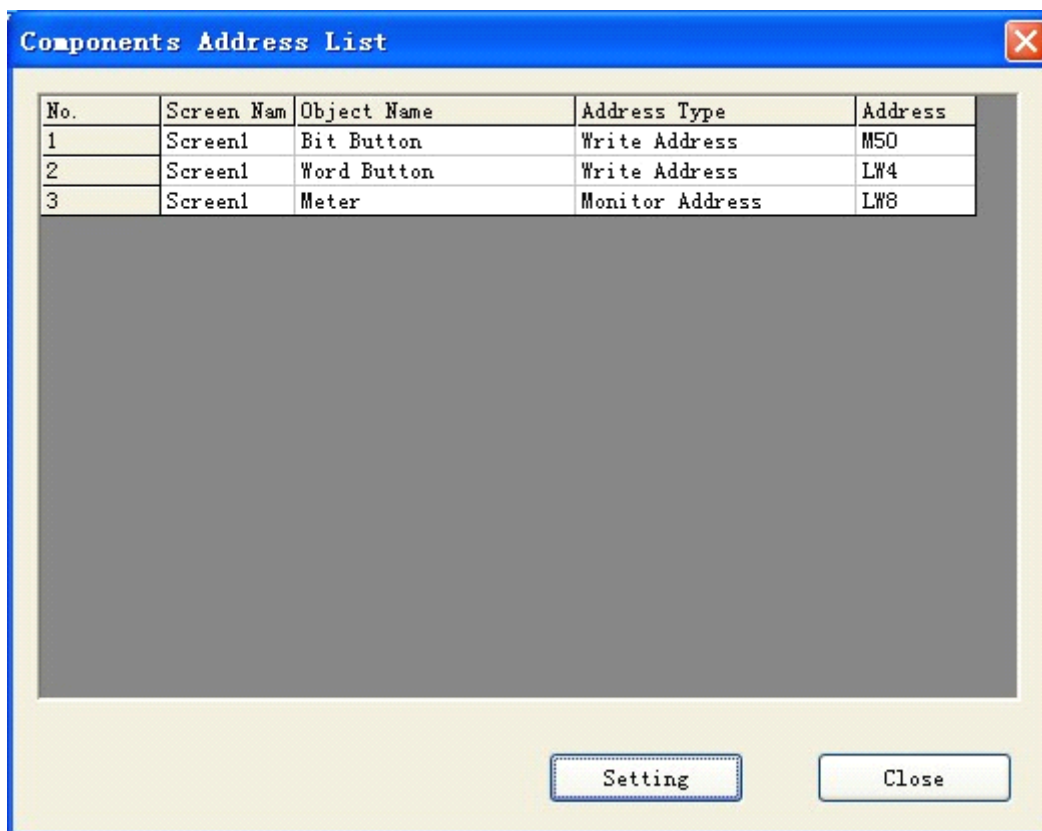 Components Address List
No. Screen Nam Object Name Address Type Address
1 Screen1 Bit Button Write Address M50
2 Screen1 Word Button Write Address LW4
3 Screen1 Meter Monitor Address LW8
Setting Close